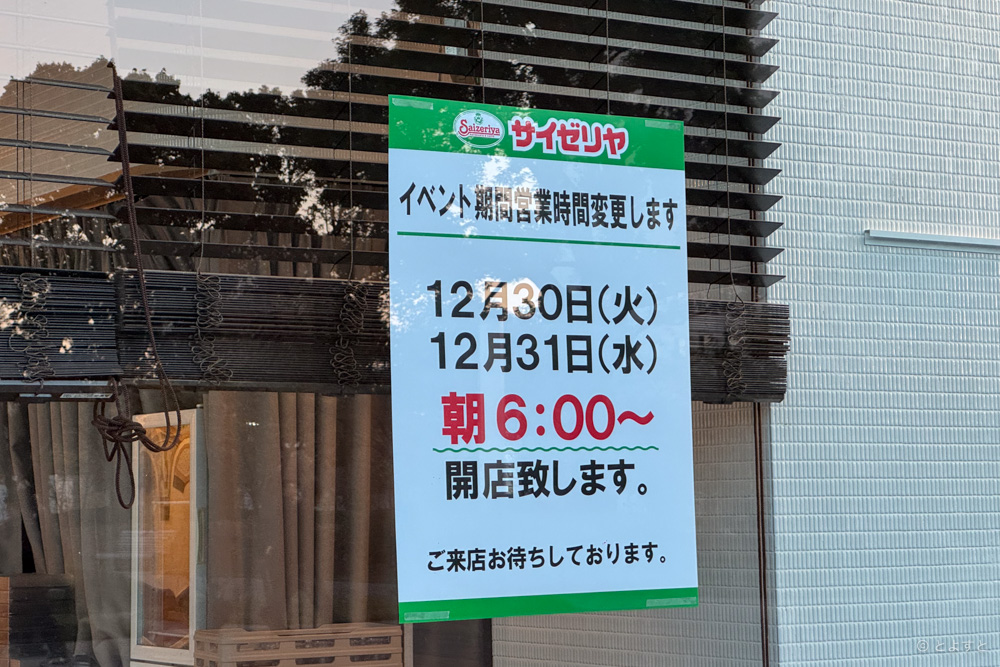 Saizeriya サイゼリヤ
イベント期間営業時間変更します
12月30日(火)
12月31日(水)
朝6:00〜
開店致します。
ご来店お待ちしております。